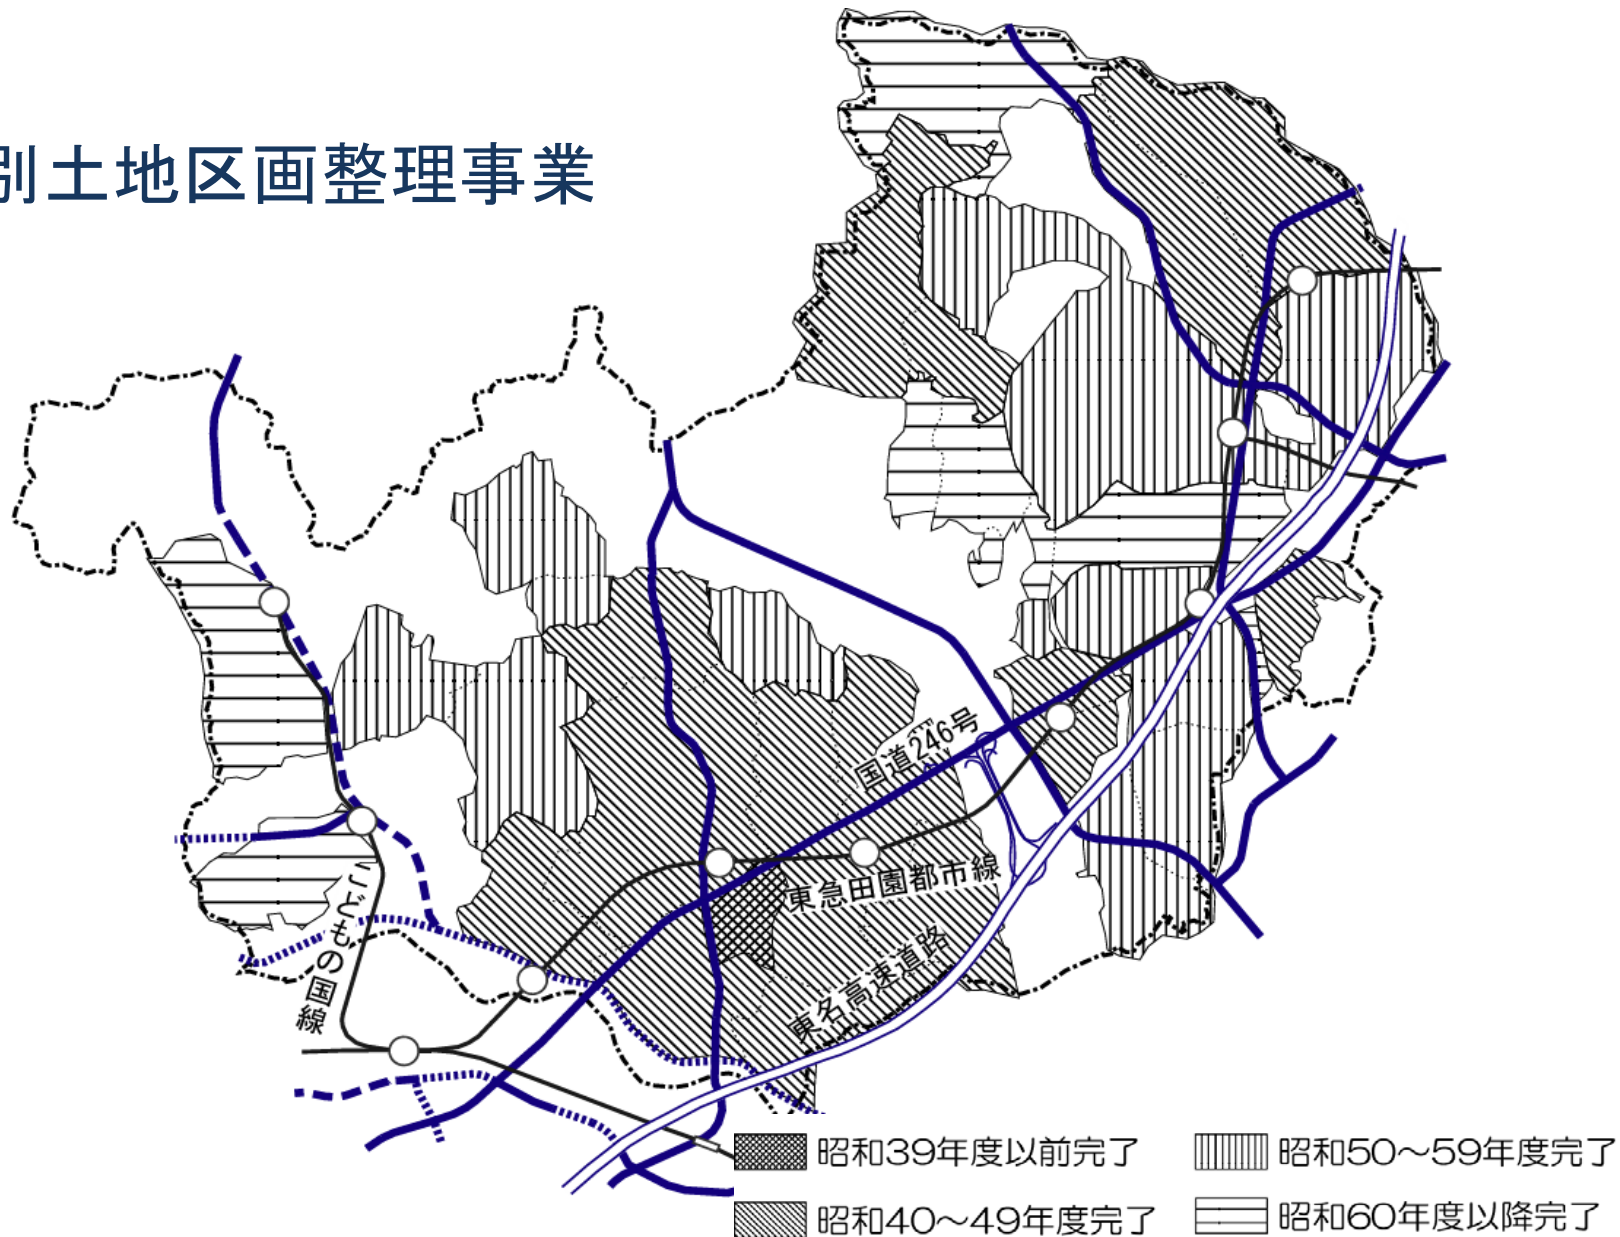 別土地区画整理事業
国道246号
東急田園都市線
東名高速道路
こどもの国線
昭和39年度以前完了
昭和50～59年度完了
昭和40～49年度完了
昭和60年度以降完了